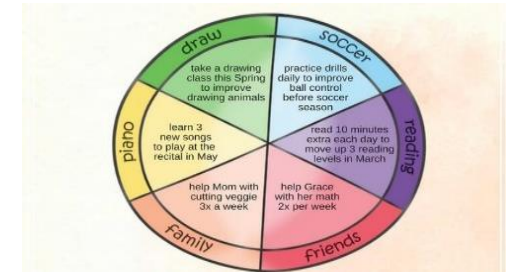 draw
take a drawing
class this Spring
to improve
drawing animals
soccer
practice drills
daily to improve
ball control
before soccer
season
reading
read 10 minutes
extra each day to
move up 3 reading
levels in March
friends
help Grace
with her math
2x per week
family
help Mom with
cutting veggie
3x a week
piano
learn 3
new songs
to play at the
recital in May